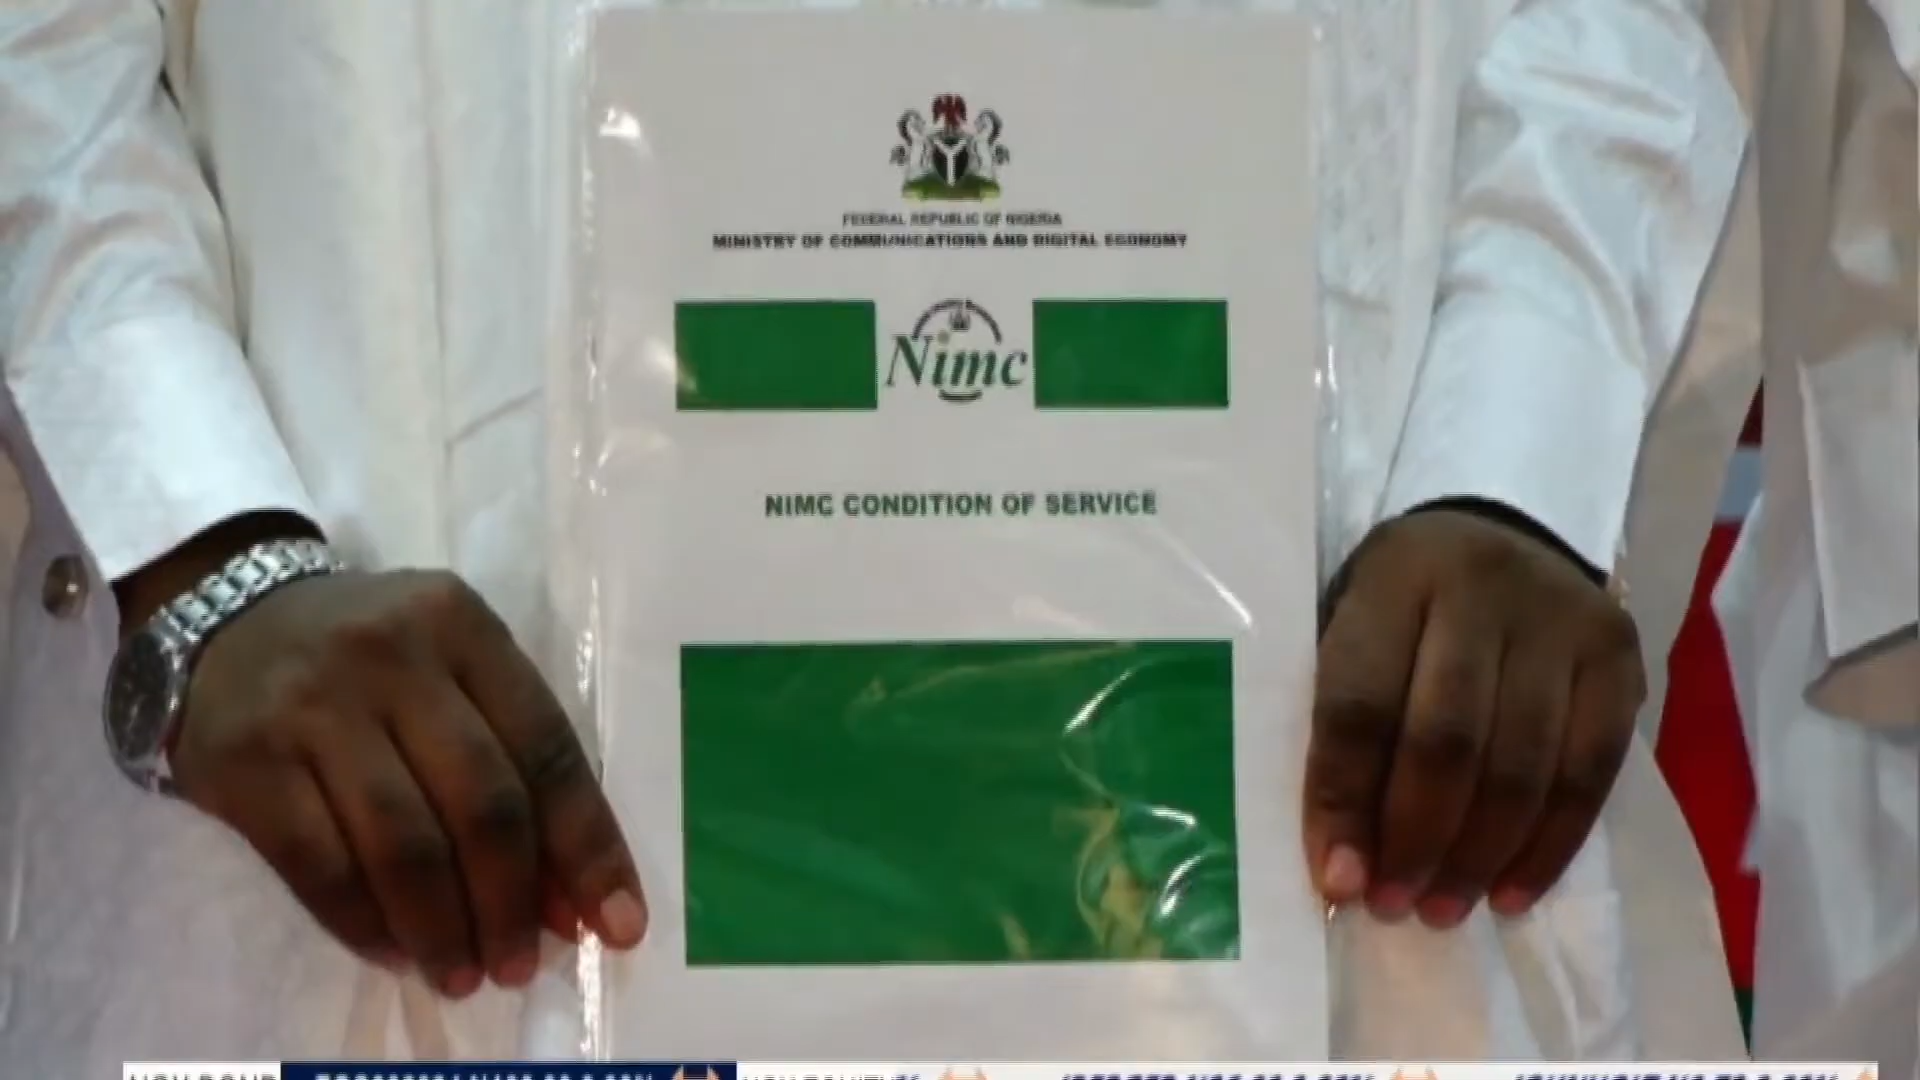 FEDERAL REPUBLIC OF NIGERIA
MINISTRY OF COMMUNICATIONS AND DIGITAL ECONOMY
Nimc
NIMC CONDITION OF SERVICE